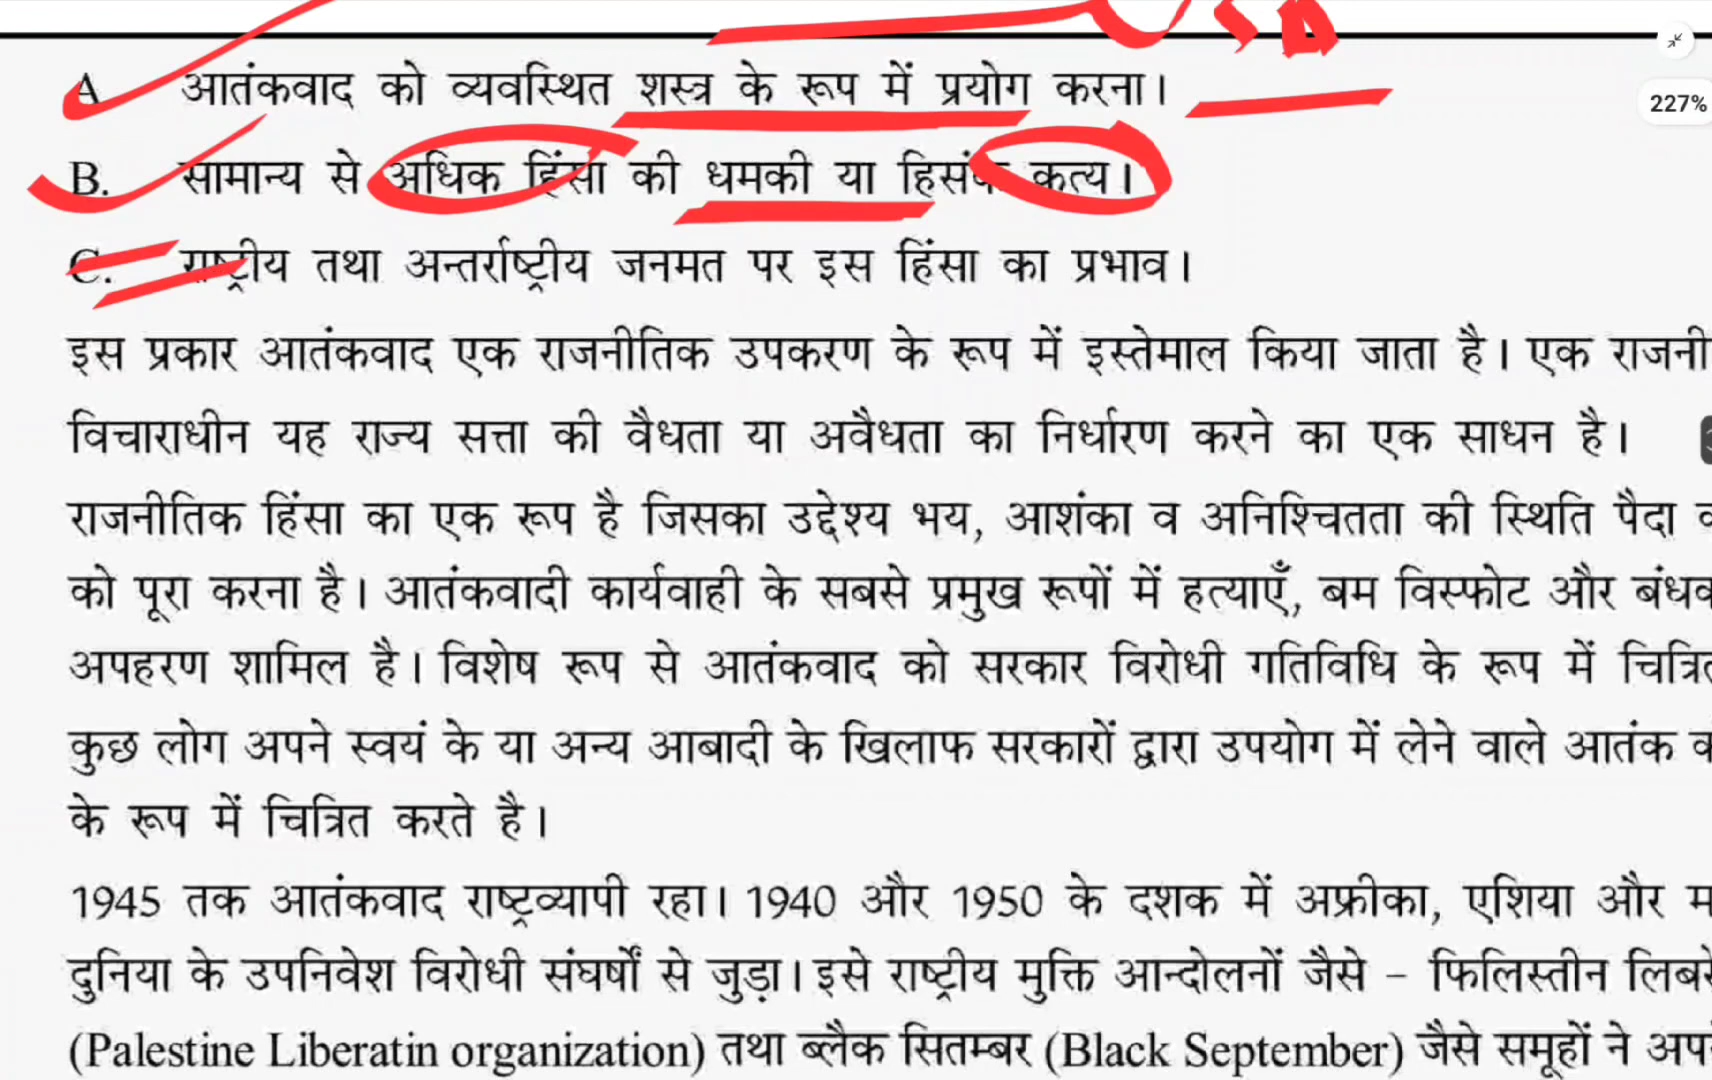 A. आतंकवाद को व्यवस्थित शस्त्र के रूप में प्रयोग करना।
227%
B. सामान्य से अधिक हिंसा की धमकी या कत्य।
C. राष्ट्रीय तथा अन्तर्राष्ट्रीय जनमत पर इस हिंसा का प्रभाव।
इस प्रकार आतंकवाद एक राजनीतिक उपकरण के रूप में इस्तेमाल किया जाता है। एक राजनी
विचाराधीन यह राज्य सत्ता की वैधता या अवैधता का निर्धारण करने का एक साधन है।
राजनीतिक हिंसा का एक रूप है जिसका उद्देश्य भय, आशंका व अनिश्चितता की स्थिति पैदा
को पूरा करना है। आतंकवादी कार्यवाही के सबसे प्रमुख रूपों में हत्याएँ, बम विस्फोट और
अपहरण शामिल है। विशेष रूप से आतंकवाद को सरकार विरोधी गतिविधि के रूप में
कुछ लोग अपने स्वयं के या अन्य आबादी के खिलाफ सरकारों द्वारा उपयोग में लेने वाले आतंक
के रूप में चित्रित करते है।
1945 तक आतंकवाद राष्ट्रव्यापी रहा। 1940 और 1950 के दशक में अफ्रीका, एशिया और म
दुनिया के उपनिवेश विरोधी संघर्षों से जुड़ा। इसे राष्ट्रीय मुक्ति आन्दोलनों जैसे – फिलिस्तीन
(Palestine Liberatin organization) तथा ब्लैक सितम्बर (Black September) जैसे समूहों ने अप